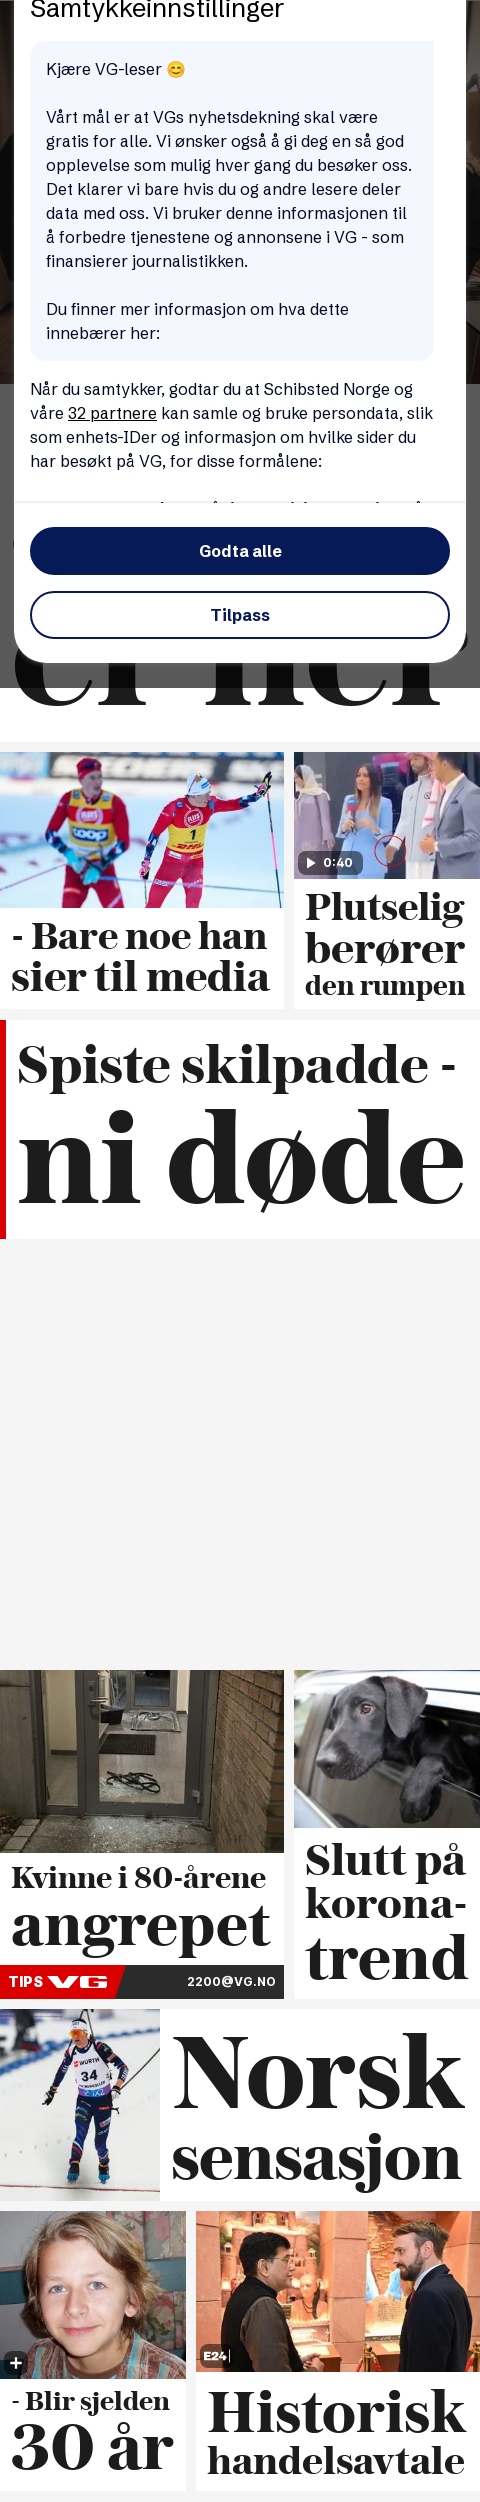 Samtykkeinnstillinger
Kjære VG-leser 😊
Vårt mål er at VGs nyhetsdekning skal være
gratis for alle. Vi ønsker også å gi deg en så god
opplevelse som mulig hver gang du besøker oss.
Det klarer vi bare hvis du og andre lesere deler
data med oss. Vi bruker denne informasjonen til
å forbedre tjenestene og annonsene i VG - som
finansierer journalistikken.
Du finner mer informasjon om hva dette
innebærer her:
Når du samtykker, godtar du at Schibsted Norge og
våre 32 partnere kan samle og bruke persondata, slik
som enhets-IDer og informasjon om hvilke sider du
har besøkt på VG, for disse formålene:
Godta alle
Tilpass
er her
COOP
1
DHL
0:40
- Bare noe han
sier til media
Plutselig
berører
den rumpen
Spiste skilpadde -
ni døde
Kvinne i 80-årene
angrepet
TIPS VG 2200@VG.NO
Slutt på
korona-
trend
WÜRTH
34
Norsk
sensasjon
- Blir sjelden
30 år
E24
Historisk
handelsavtale